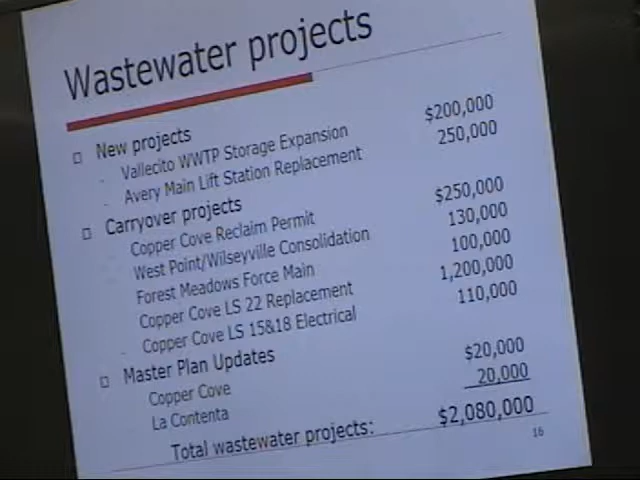 Wastewater projects
New projects
Vallecito WWTP Storage Expansion $200,000
Avery Main Lift Station Replacement 250,000
Carryover projects
Copper Cove Reclaim Permit $250,000
West Point/Wilseyville Consolidation 130,000
Forest Meadows Force Main 100,000
Copper Cove LS 22 Replacement 1,200,000
Copper Cove LS 15&18 Electrical 110,000
Master Plan Updates
Copper Cove $20,000
La Contenta 20,000
Total wastewater projects: $2,080,000
16